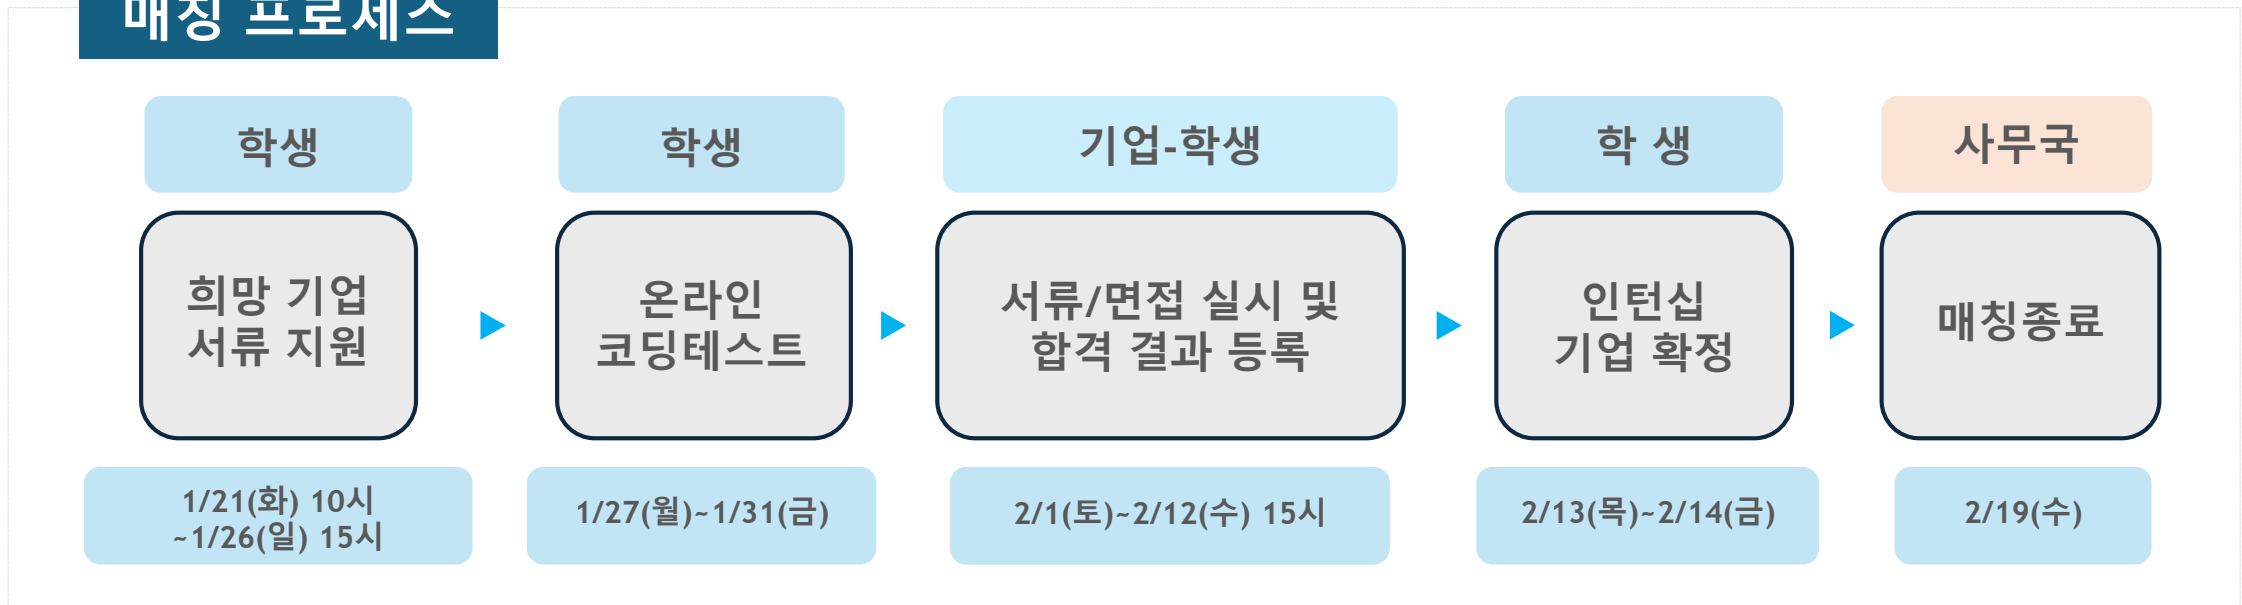 매칭 프로세스
학생
학생
기업-학생
학 생
사무국
희망 기업
서류 지원
온라인
코딩테스트
서류/면접 실시 및
합격 결과 등록
인턴십
기업 확정
매칭종료
1/21(화) 10시
~1/26(일) 15시
1/27(월)~1/31(금)
2/1(토)~2/12(수) 15시
2/13(목)~2/14(금)
2/19(수)